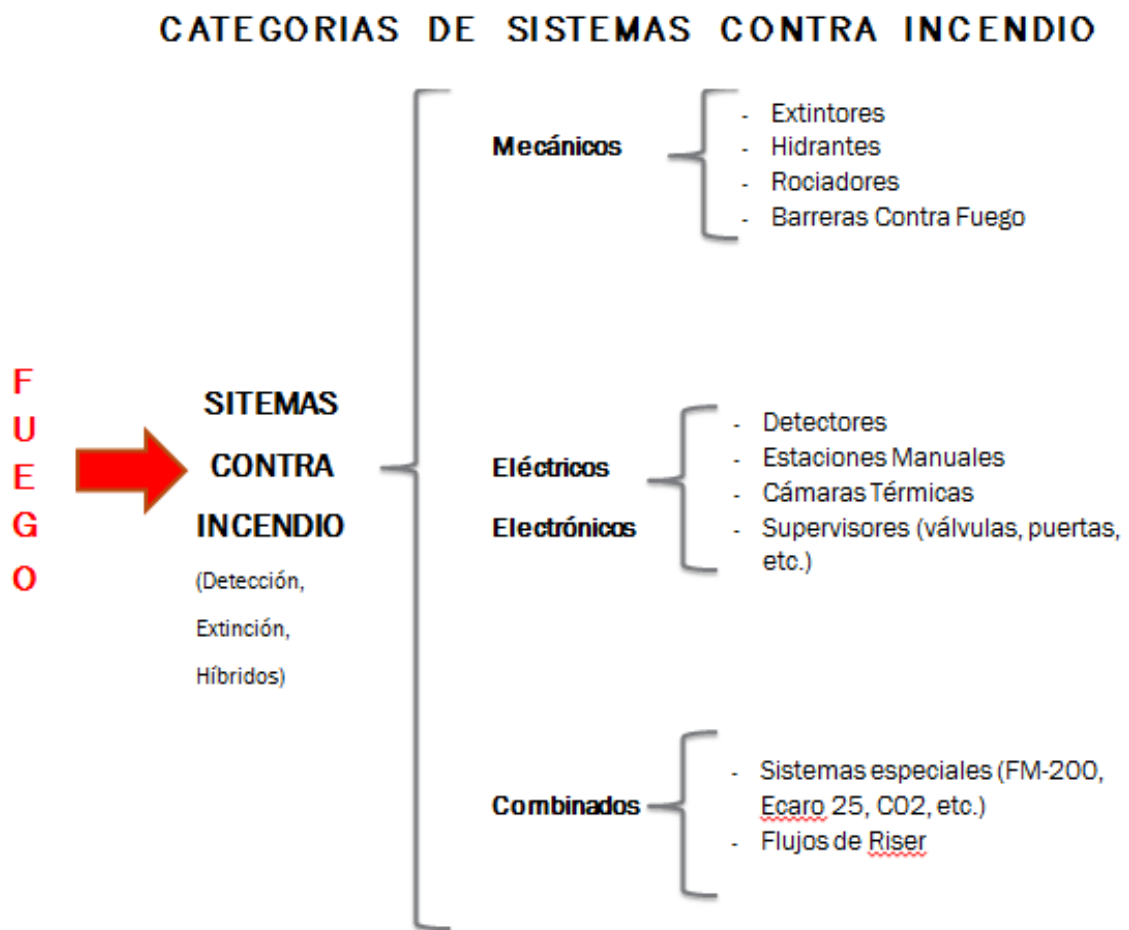 CATEGORIAS DE SISTEMAS CONTRA INCENDIO
F
U
E
G
O
SITEMAS
CONTRA
INCENDIO
(Detección,
Extinción,
Híbridos)
Mecánicos
- Extintores
- Hidrantes
- Rociadores
- Barreras Contra Fuego
Eléctricos
Electrónicos
- Detectores
- Estaciones Manuales
- Cámaras Térmicas
- Supervisores (válvulas, puertas,
etc.)
Combinados
- Sistemas especiales (FM-200,
Ecaro 25, CO2, etc.)
- Flujos de Riser